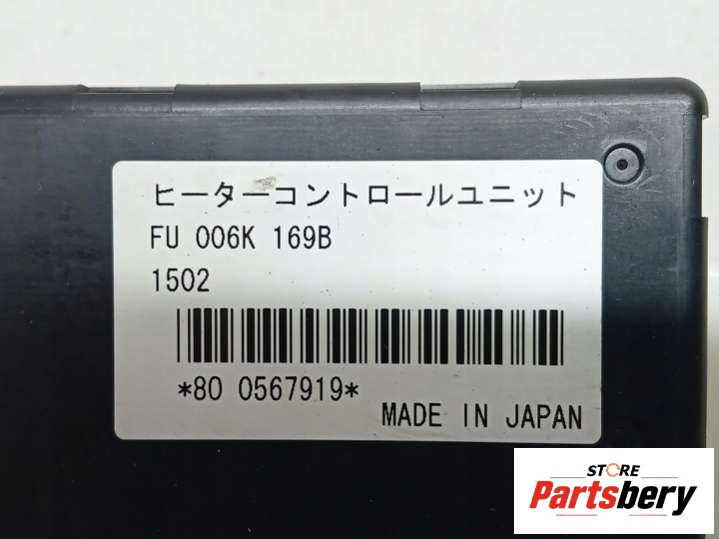 ヒーターコントロールユニット
FU 006K 169B
1502
*80 0567919*
MADE IN JAPAN
STORE
Partsbery